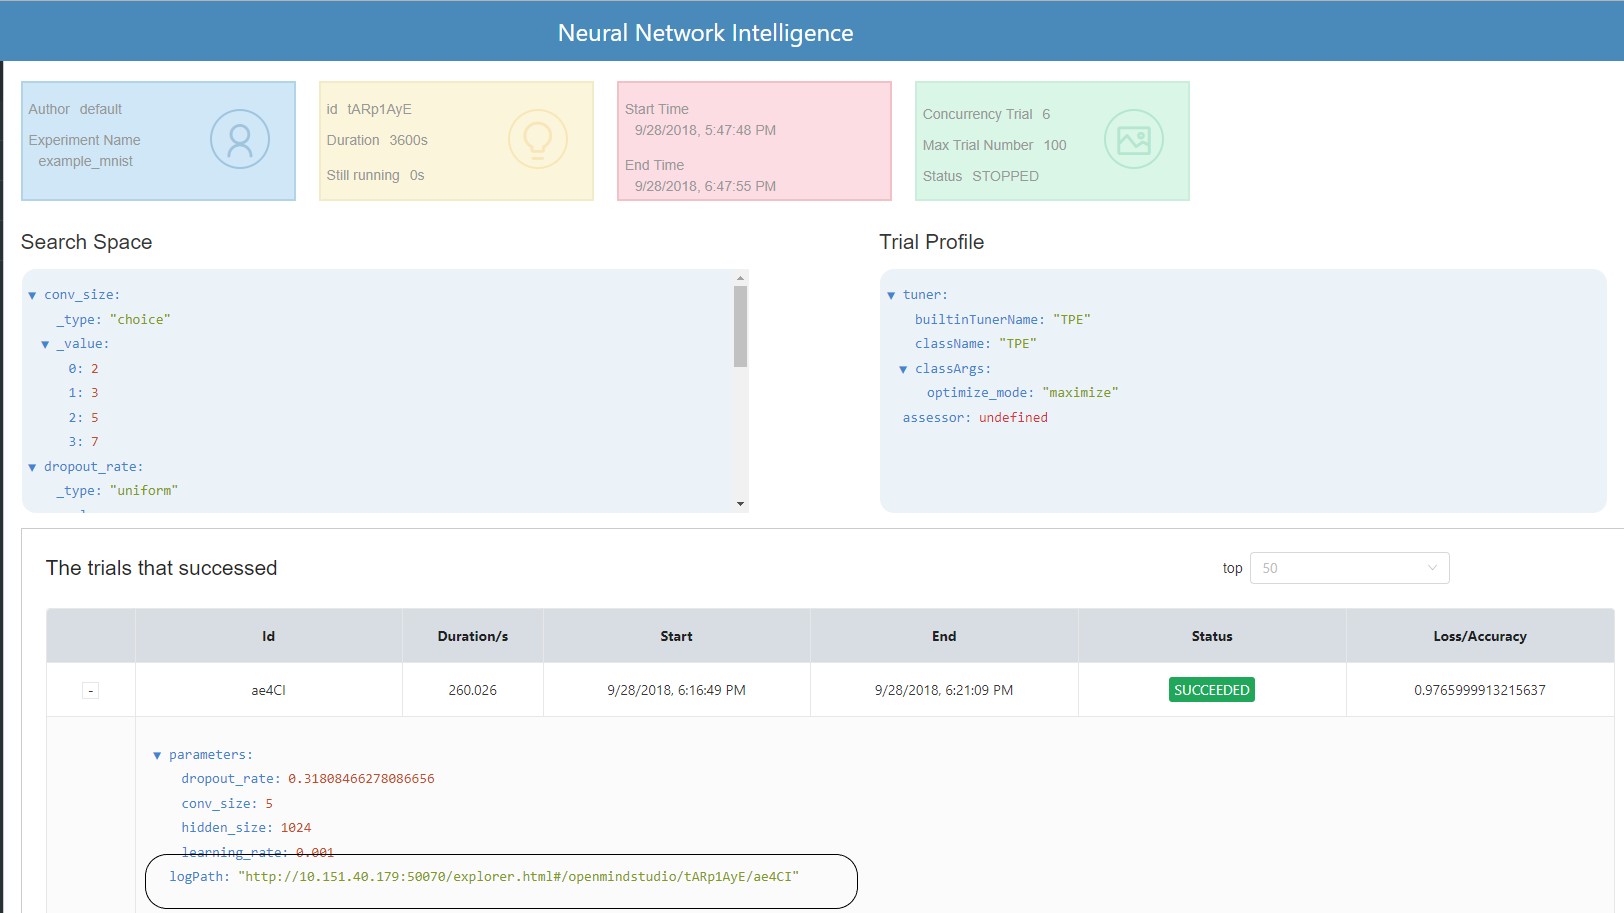 Neural Network Intelligence
Author default
Experiment Name
example_mnist
id tARp1AyE
Duration 3600s
Still running 0s
Start Time
9/28/2018, 5:47:48 PM
End Time
9/28/2018, 6:47:55 PM
Concurrency Trial 6
Max Trial Number 100
Status STOPPED
Search Space
▼ conv_size:
_type: "choice"
▼ _value:
0: 2
1: 3
2: 5
3: 7
▼ dropout_rate:
_type: "uniform"
Trial Profile
▼ tuner:
builtinTunerName: "TPE"
className: "TPE"
▼ classArgs:
optimize_mode: "maximize"
assessor: undefined
The trials that successed
top 50
Id Duration/s Start End Status Loss/Accuracy
- ae4CI 260.026 9/28/2018, 6:16:49 PM 9/28/2018, 6:21:09 PM SUCCEEDED 0.9765999913215637
▼ parameters:
dropout_rate: 0.31808466278086656
conv_size: 5
hidden_size: 1024
learning_rate: 0.001
logPath: "http://10.151.40.179:50070/explorer.html#/openmindstudio/tARp1AyE/ae4CI"